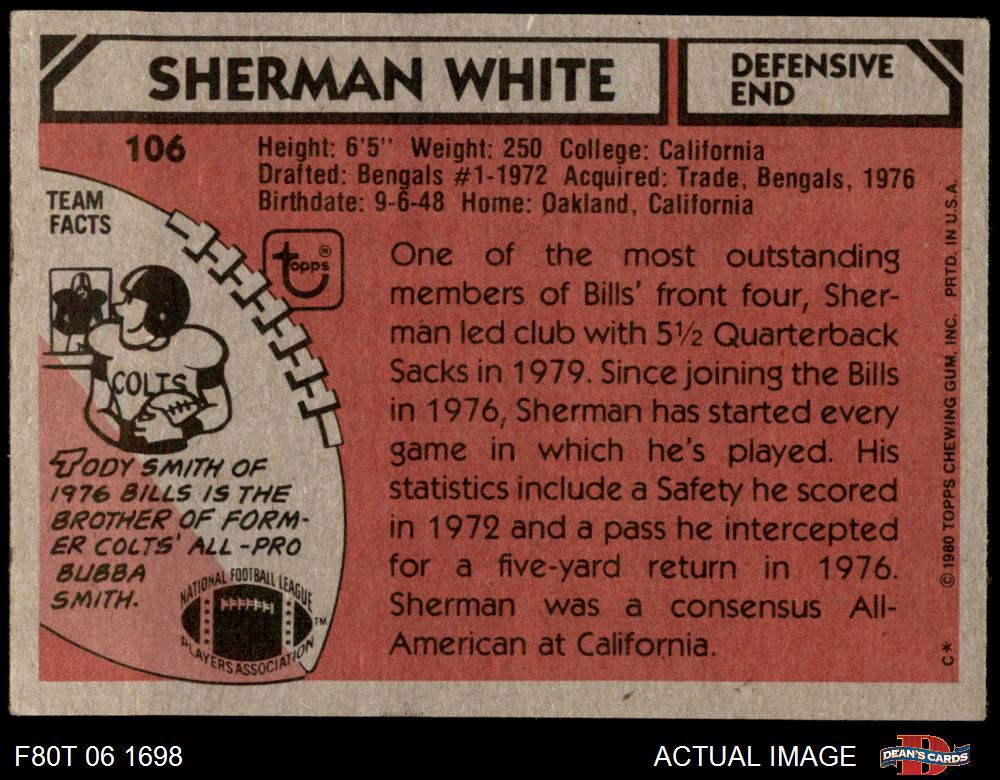 SHERMAN WHITE
DEFENSIVE
END
106
Height: 6'5" Weight: 250 College: California
Drafted: Bengals #1-1972 Acquired: Trade, Bengals, 1976
Birthdate: 9-6-48 Home: Oakland, California
TEAM
FACTS
Topps®
COLTS
TODY SMITH OF
1976 BILLS IS THE
BROTHER OF FORM-
ER COLTS' ALL-PRO
BUBBA
SMITH.
NATIONAL FOOTBALL LEAGUE
PLAYERS ASSOCIATION
TM
One of the most outstanding
members of Bills' front four, Sher-
man led club with 5½ Quarterback
Sacks in 1979. Since joining the Bills
in 1976, Sherman has started every
game in which he's played. His
statistics include a Safety he scored
in 1972 and a pass he intercepted
for a five-yard return in 1976.
Sherman was a consensus All-
American at California.
C* © 1980 TOPPS CHEWING GUM, INC. PRTD. IN U.S.A.
F80T 06 1698
ACTUAL IMAGE
DEAN'S CARDS